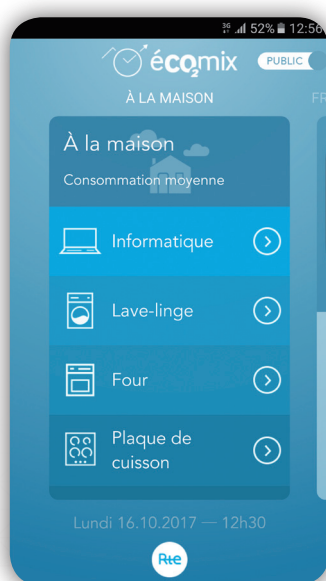 3G 52% 12:56
éco2mix PUBLIC
À LA MAISON FR
À la maison
Consommation moyenne
Informatique
Lave-linge
Four
Plaque de
cuisson
Lundi 16.10.2017 — 12h30
Rte